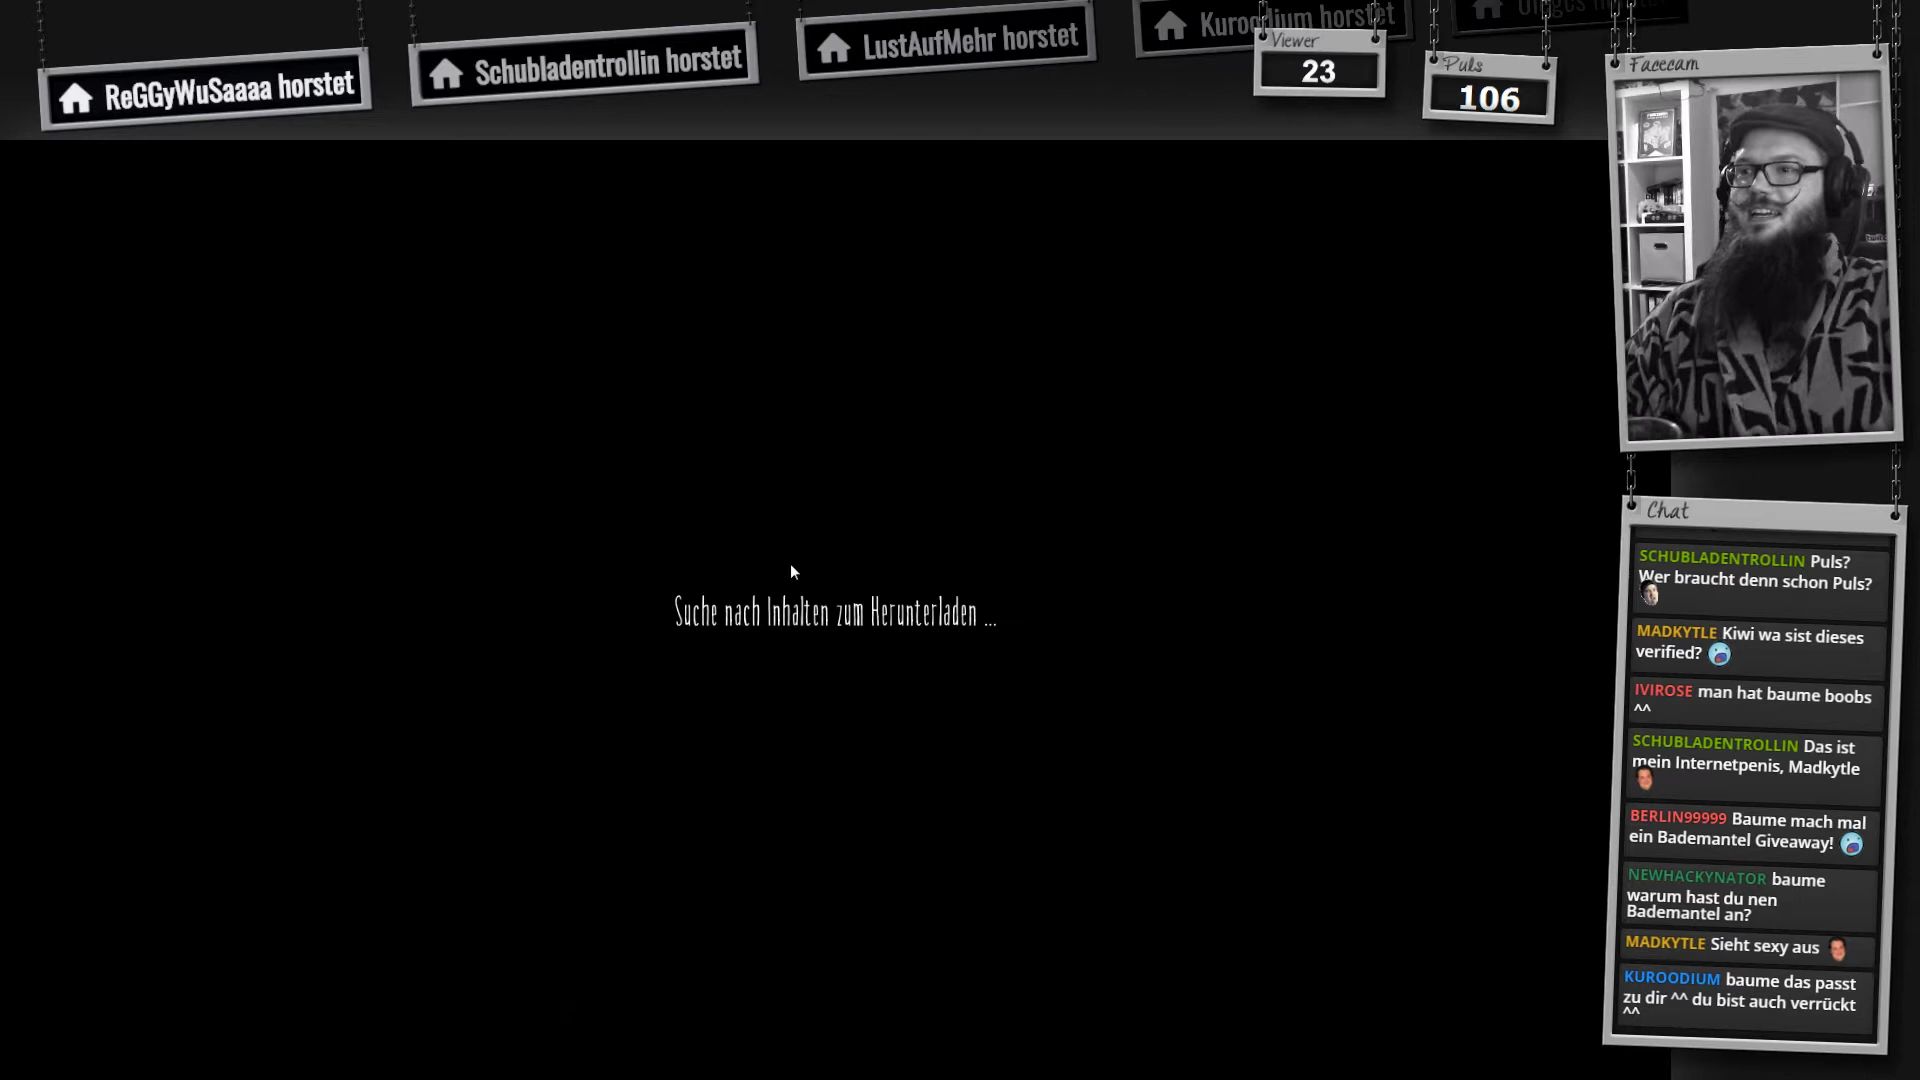 ReGGyWuSaaaa horstet
Schubladentrollin horstet
LustAufMehr horstet
Kuroodium horstet
Viewer
23
Puls
106
Facecam
Suche nach Inhalten zum Herunterladen ...
Chat
SCHUBLADENTROLLIN Puls?
Wer braucht denn schon Puls?
MADKYTLE Kiwi wa sist dieses
verified?
IVIROSE man hat baume boobs
^^
SCHUBLADENTROLLIN Das ist
mein Internetpenis, Madkytle
BERLIN99999 Baume mach mal
ein Bademantel Giveaway!
NEWHACKYNATOR baume
warum hast du nen
Bademantel an?
MADKYTLE Sieht sexy aus
KUROODIUM baume das passt
zu dir ^^ du bist auch verrückt
^^